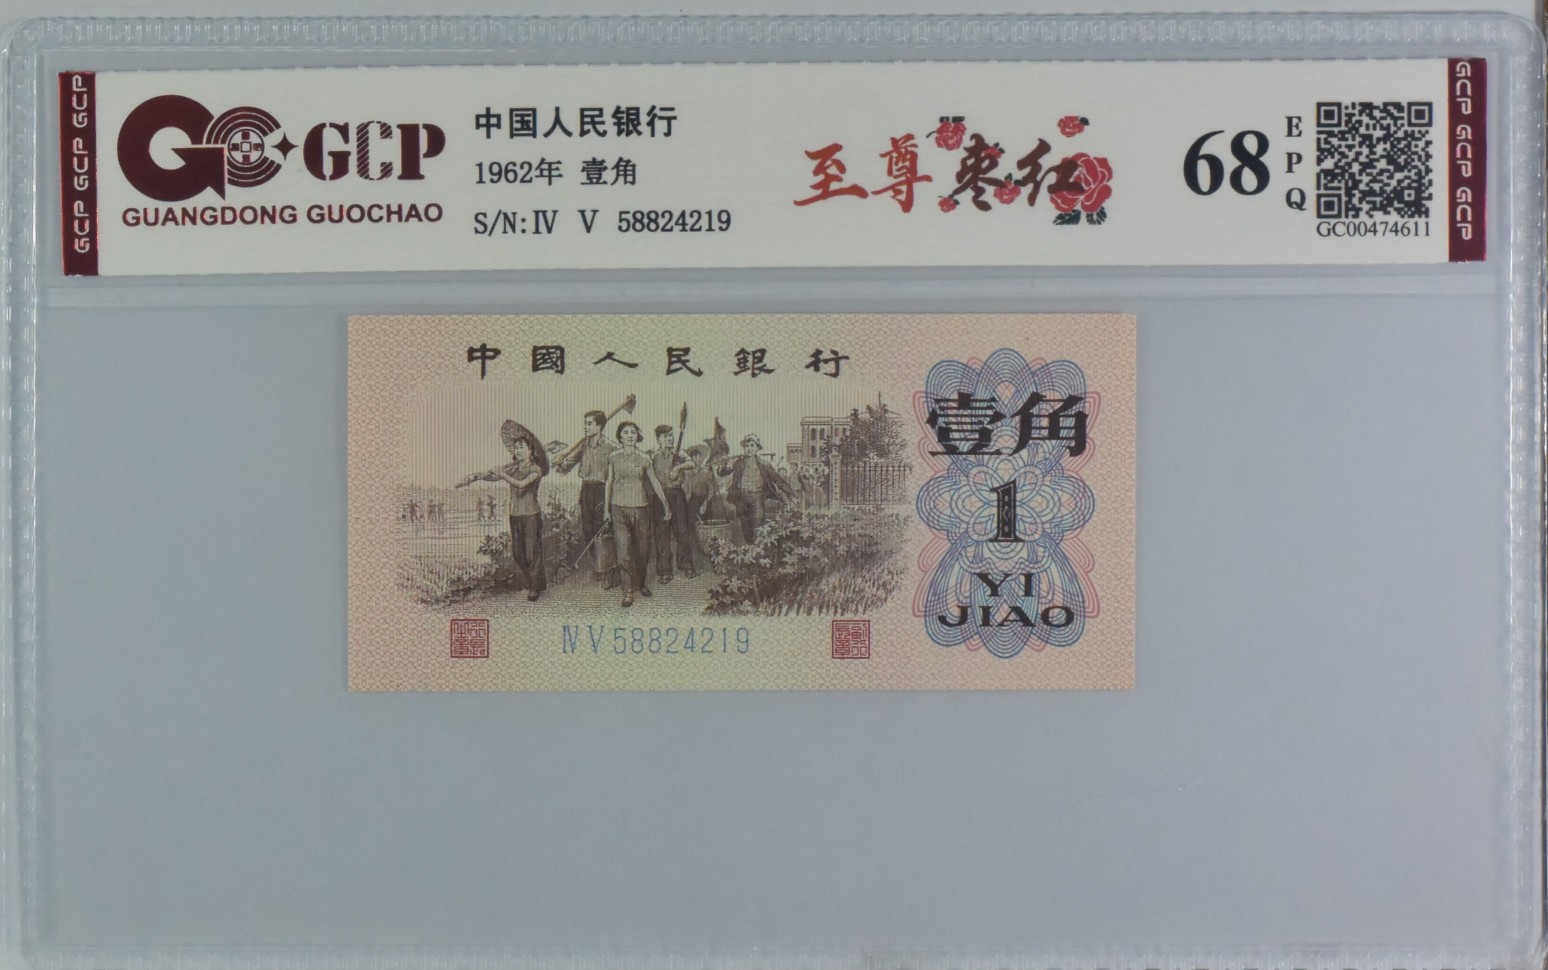 GCP GCP GCP
GCP
GUANGDONG GUOCHAO
中国人民银行
1962年 壹角
S/N:Ⅳ Ⅴ 58824219
至尊枣红
68
EPQ
GC00474611
GCP GCP GCP
中國人民銀行
壹角
1
YI
JIAO
ⅣⅤ58824219